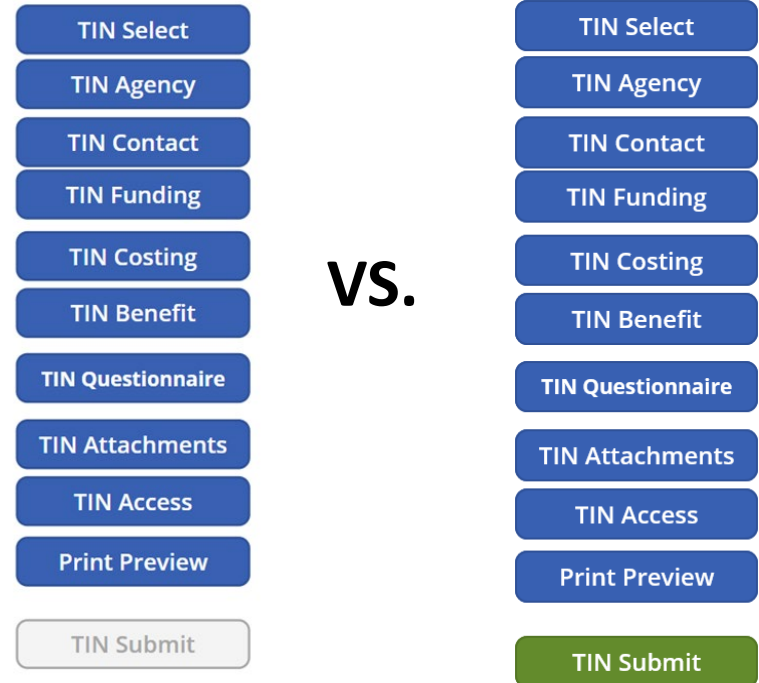 TIN Select
TIN Agency
TIN Contact
TIN Funding
TIN Costing
TIN Benefit
TIN Questionnaire
TIN Attachments
TIN Access
Print Preview
TIN Submit
VS.
TIN Select
TIN Agency
TIN Contact
TIN Funding
TIN Costing
TIN Benefit
TIN Questionnaire
TIN Attachments
TIN Access
Print Preview
TIN Submit